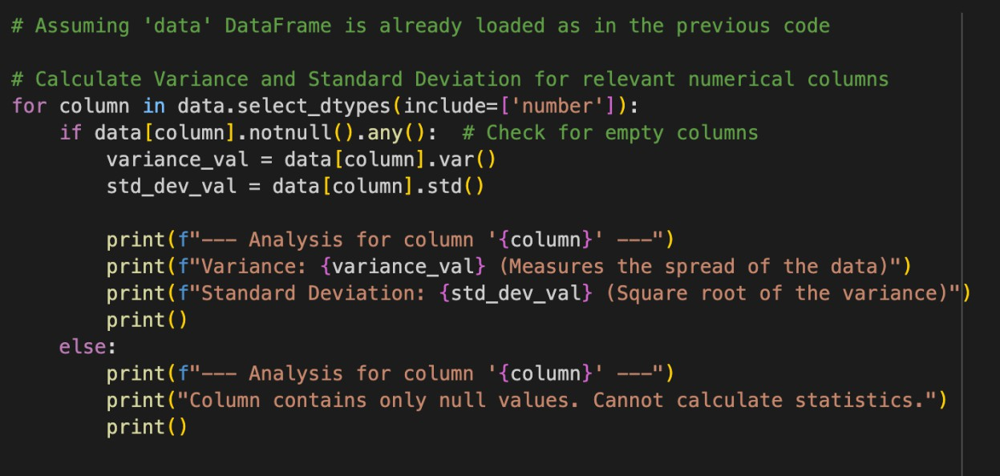 # Assuming 'data' DataFrame is already loaded as in the previous code
# Calculate Variance and Standard Deviation for relevant numerical columns
for column in data.select_dtypes(include=['number']):
    if data[column].notnull().any():  # Check for empty columns
        variance_val = data[column].var()
        std_dev_val = data[column].std()
        print(f"--- Analysis for column '{column}' ---")
        print(f"Variance: {variance_val} (Measures the spread of the data)")
        print(f"Standard Deviation: {std_dev_val} (Square root of the variance)")
        print()
    else:
        print(f"--- Analysis for column '{column}' ---")
        print("Column contains only null values. Cannot calculate statistics.")
        print()